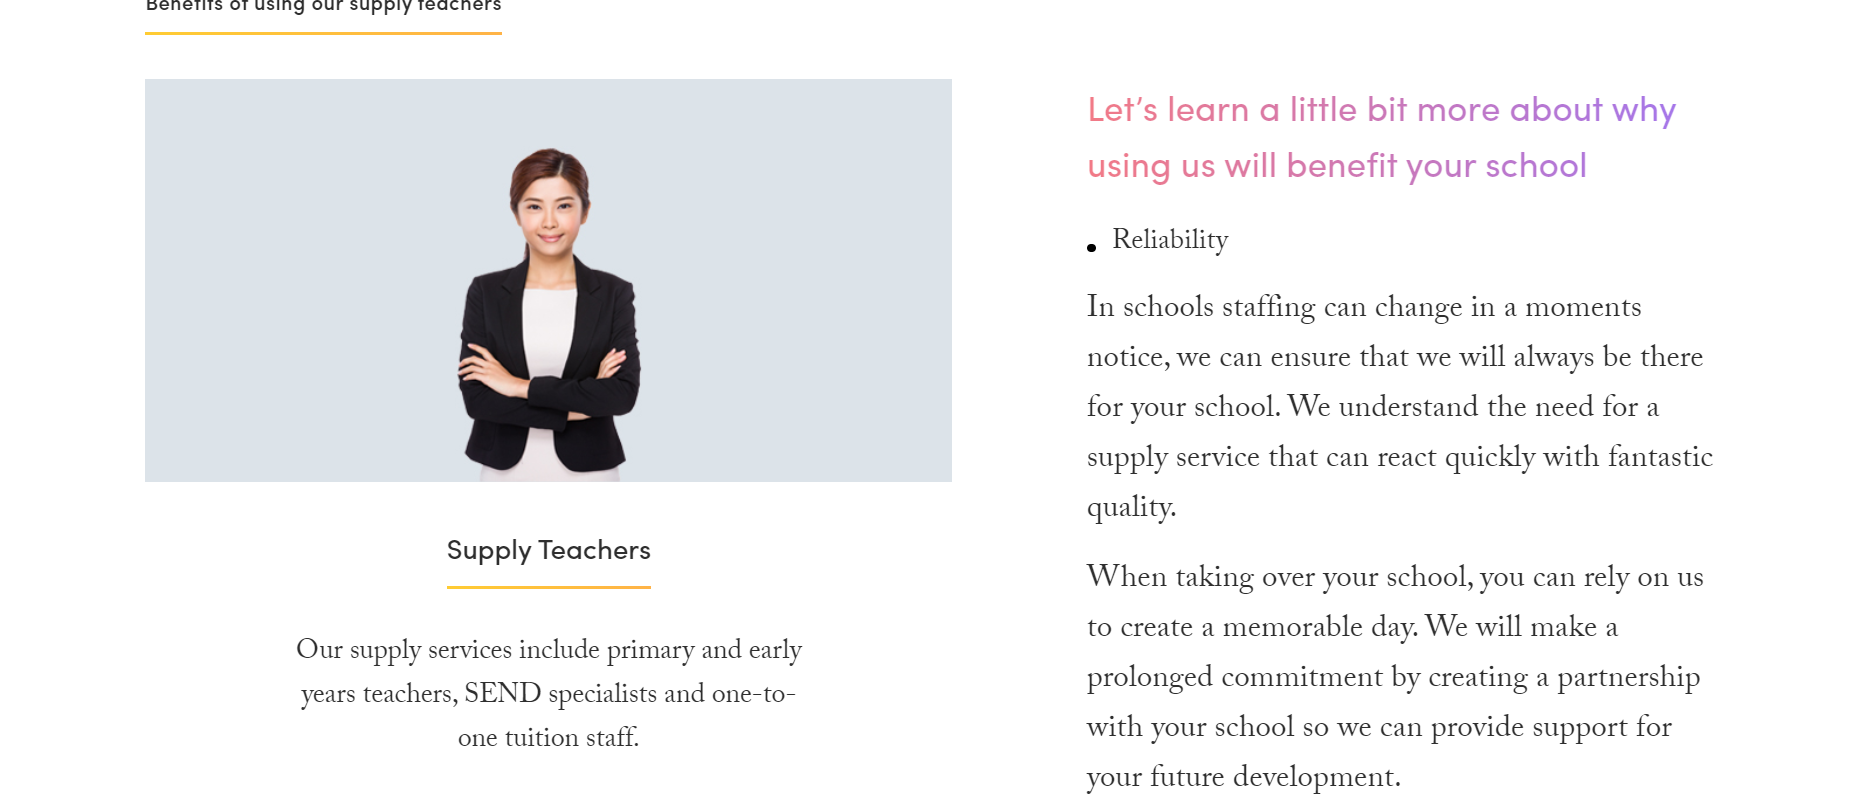 Benefits of using our supply teachers
Let’s learn a little bit more about why
using us will benefit your school
• Reliability
In schools staffing can change in a moments
notice, we can ensure that we will always be there
for your school. We understand the need for a
supply service that can react quickly with fantastic
quality.
When taking over your school, you can rely on us
to create a memorable day. We will make a
prolonged commitment by creating a partnership
with your school so we can provide support for
your future development.
Supply Teachers
Our supply services include primary and early
years teachers, SEND specialists and one-to-
one tuition staff.